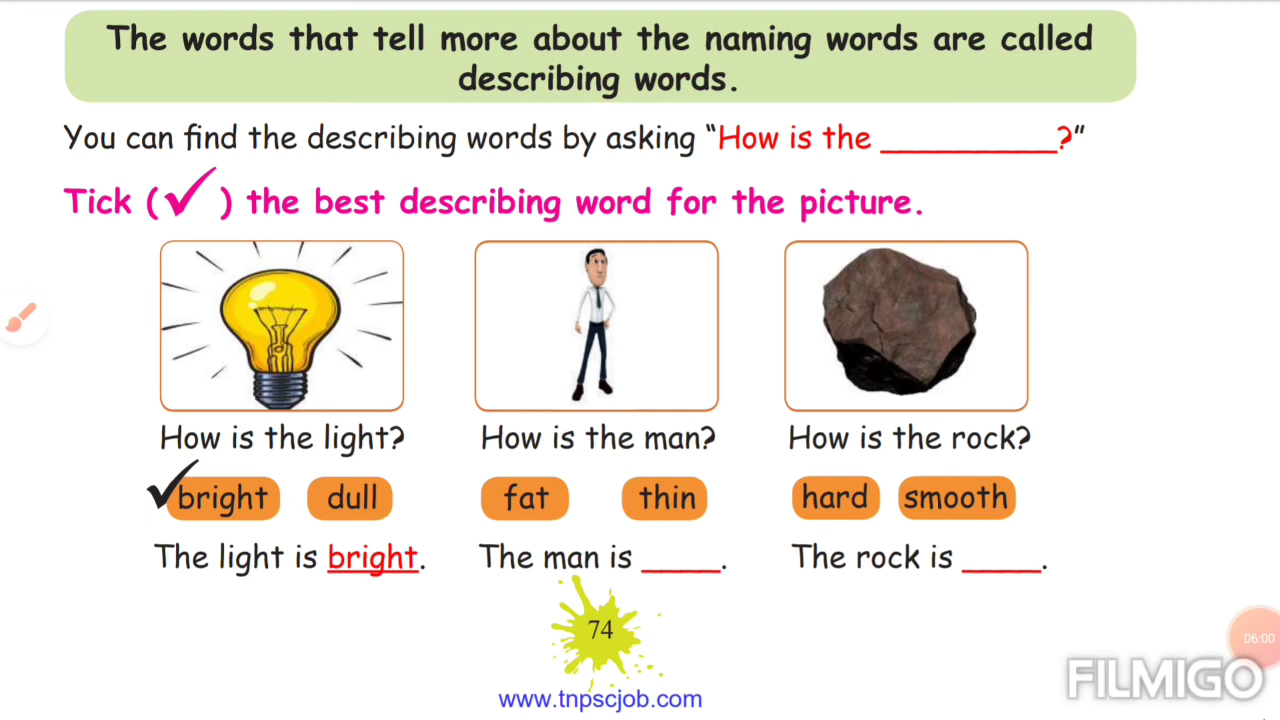 The words that tell more about the naming words are called
describing words.
You can find the describing words by asking “How is the _________?”
Tick (✓) the best describing word for the picture.
How is the light? How is the man? How is the rock?
bright dull fat thin hard smooth
The light is bright. The man is ____. The rock is ____.
74
06:00
FILMIGO
www.tnpscjob.com